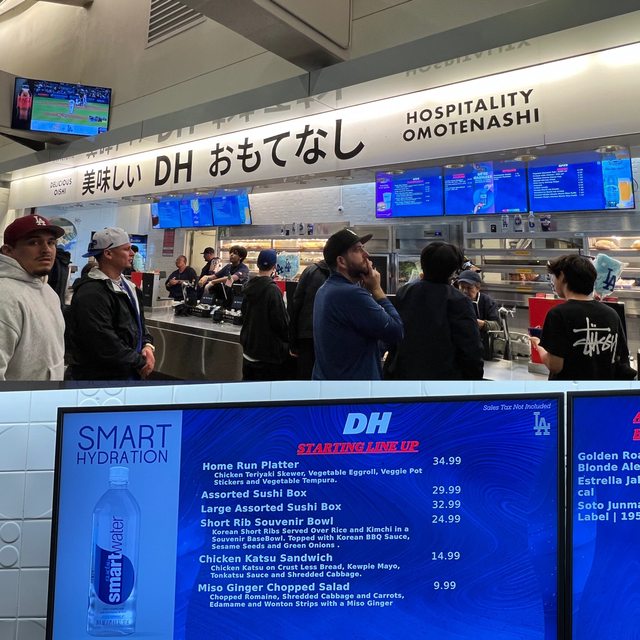 HOSPITALITY
OMOTENASHI
DELICIOUS
OISHI
美味しい DH おもてなし
LA
STUSSY
Sales Tax Not Included
LA
DH
STARTING LINE UP
SMART
HYDRATION
smartwater
Home Run Platter 34.99
Chicken Teriyaki Skewer, Vegetable Eggroll, Veggie Pot
Stickers and Vegetable Tempura.
Assorted Sushi Box 29.99
Large Assorted Sushi Box 32.99
Short Rib Souvenir Bowl 24.99
Korean Short Ribs Served Over Rice and Kimchi in a
Souvenir BaseBowl. Topped with Korean BBQ Sauce,
Sesame Seeds and Green Onions .
Chicken Katsu Sandwich 14.99
Chicken Katsu on Crust Less Bread, Kewpie Mayo,
Tonkatsu Sauce and Shredded Cabbage.
Miso Ginger Chopped Salad 9.99
Chopped Romaine, Shredded Cabbage and Carrots,
Edamame and Wonton Strips with a Miso Ginger
Golden Roa
Blonde Ale
Estrella Jal
cal
Soto Junma
Label | 195